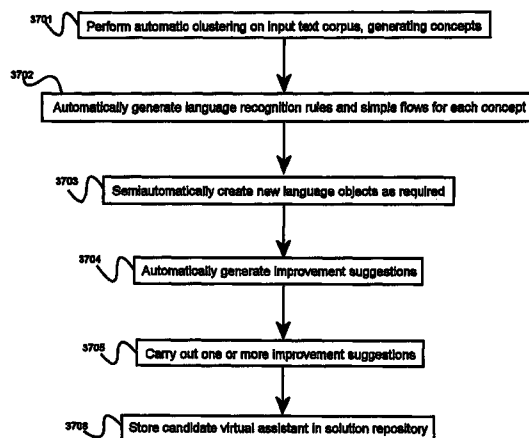 3701
Perform automatic clustering on input text corpus, generating concepts
3702
Automatically generate language recognition rules and simple flows for each concept
3703
Semiautomatically create new language objects as required
3704
Automatically generate improvement suggestions
3705
Carry out one or more improvement suggestions
3706
Store candidate virtual assistant in solution repository